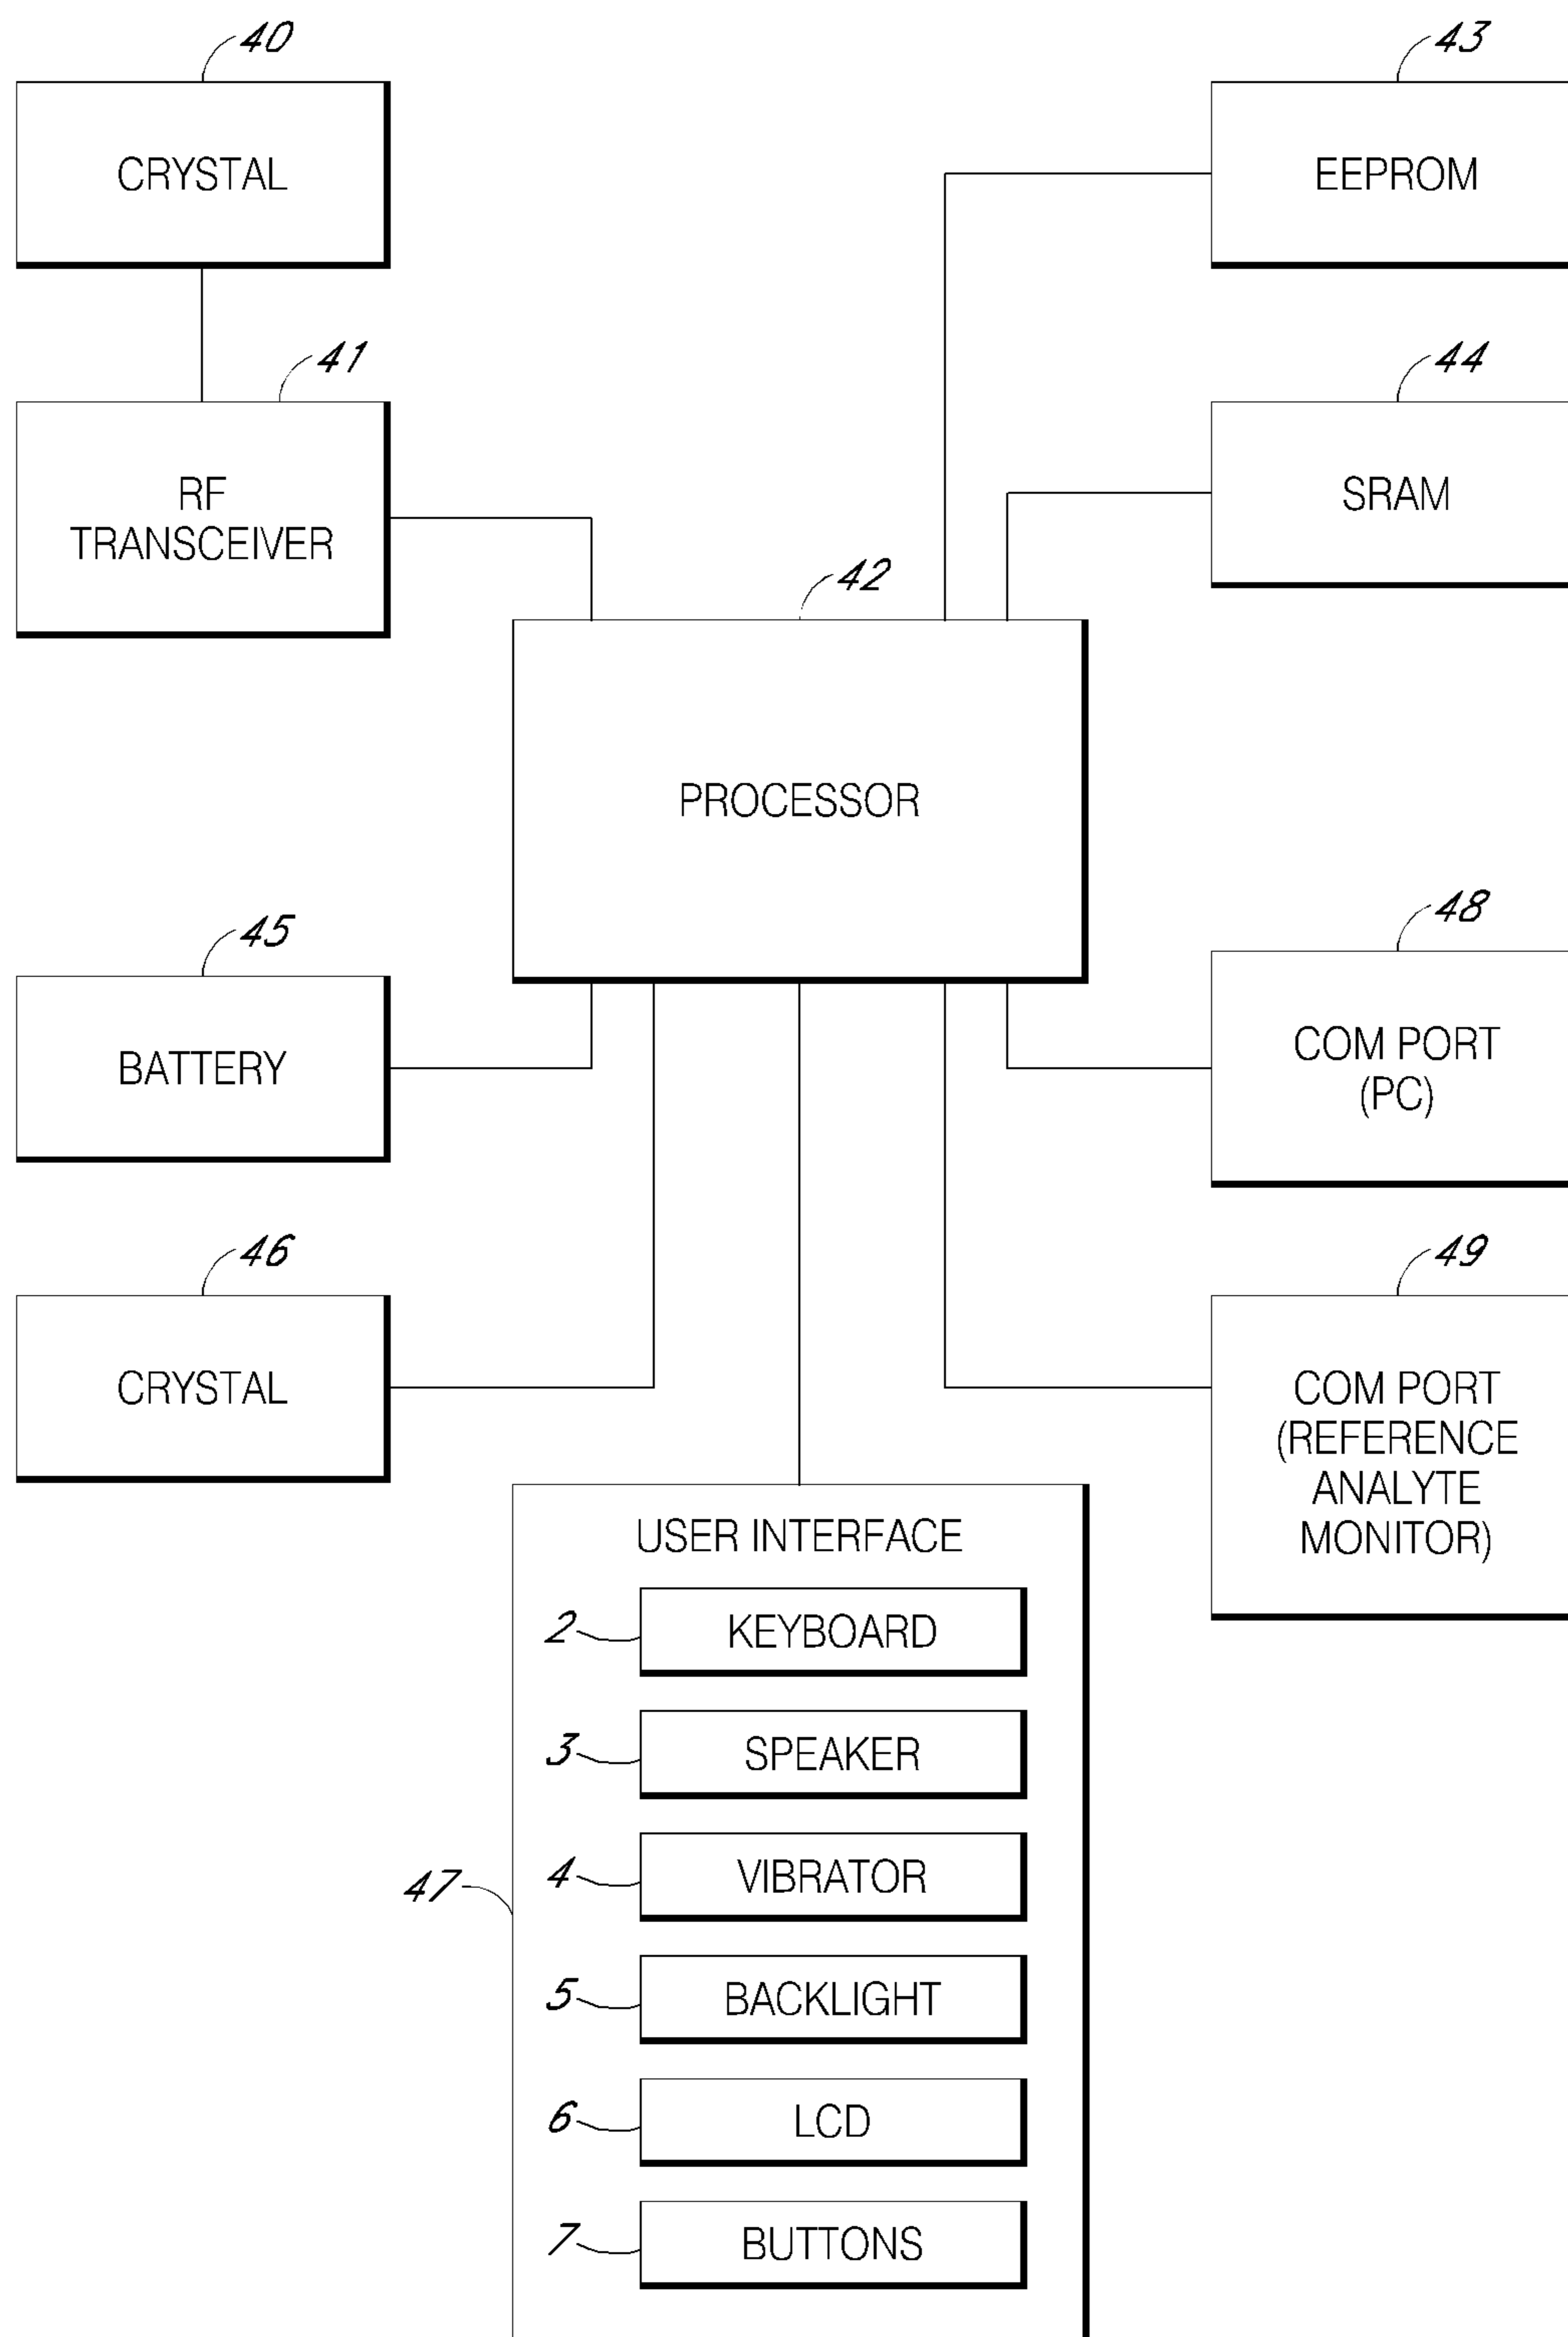 40
CRYSTAL
43
EEPROM
41
RF
TRANSCEIVER
44
SRAM
42
PROCESSOR
45
BATTERY
48
COM PORT
(PC)
46
CRYSTAL
49
COM PORT
(REFERENCE
ANALYTE
MONITOR)
47
USER INTERFACE
2
KEYBOARD
3
SPEAKER
4
VIBRATOR
5
BACKLIGHT
6
LCD
7
BUTTONS